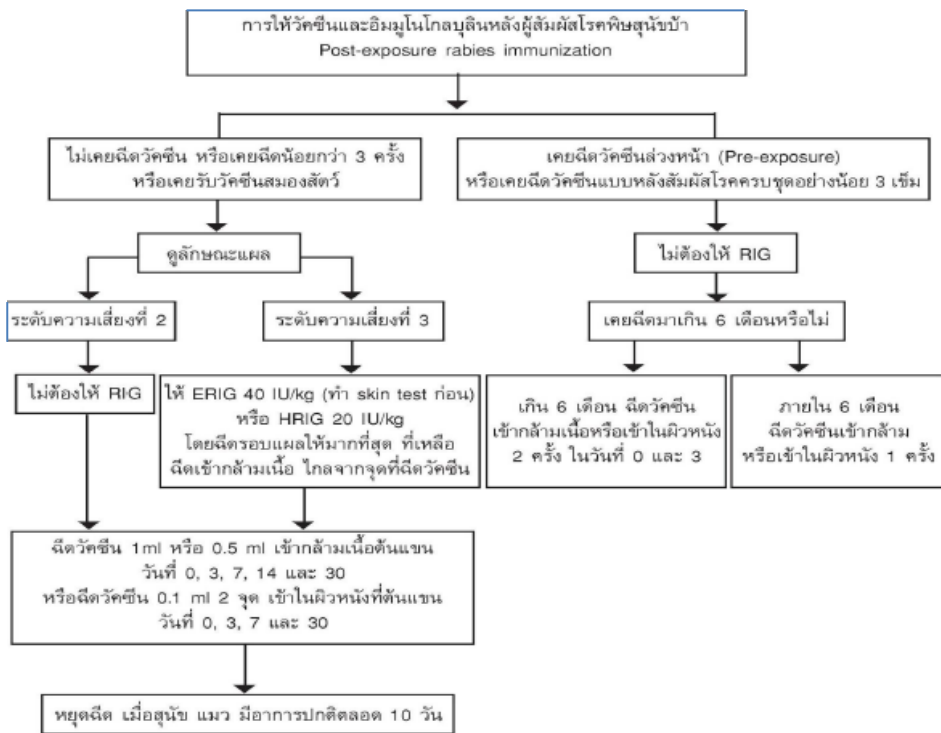 การให้วัคซีนและอิมมูโนโกลบุลินหลังผู้สัมผัสโรคพิษสุนัขบ้า
Post-exposure rabies immunization
ไม่เคยฉีดวัคซีน หรือเคยฉีดน้อยกว่า 3 ครั้ง
หรือเคยรับวัคซีนสมองสัตว์
เคยฉีดวัคซีนล่วงหน้า (Pre-exposure)
หรือเคยฉีดวัคซีนแบบหลังสัมผัสโรคครบชุดอย่างน้อย 3 เข็ม
ดูลักษณะแผล
ไม่ต้องให้ RIG
ระดับความเสี่ยงที่ 2
ระดับความเสี่ยงที่ 3
เคยฉีดมาเกิน 6 เดือนหรือไม่
ไม่ต้องให้ RIG
ให้ ERIG 40 IU/kg (ทำ skin test ก่อน)
หรือ HRIG 20 IU/kg
โดยฉีดรอบแผลให้มากที่สุด ที่เหลือ
ฉีดเข้ากล้ามเนื้อ ไกลจากจุดที่ฉีดวัคซีน
เกิน 6 เดือน ฉีดวัคซีน
เข้ากล้ามเนื้อหรือเข้าในผิวหนัง
2 ครั้ง ในวันที่ 0 และ 3
ภายใน 6 เดือน
ฉีดวัคซีนเข้ากล้าม
หรือเข้าในผิวหนัง 1 ครั้ง
ฉีดวัคซีน 1ml หรือ 0.5 ml เข้ากล้ามเนื้อต้นแขน
วันที่ 0, 3, 7, 14 และ 30
หรือฉีดวัคซีน 0.1 ml 2 จุด เข้าในผิวหนังที่ต้นแขน
วันที่ 0, 3, 7 และ 30
หยุดฉีด เมื่อสุนัข แมว มีอาการปกติตลอด 10 วัน